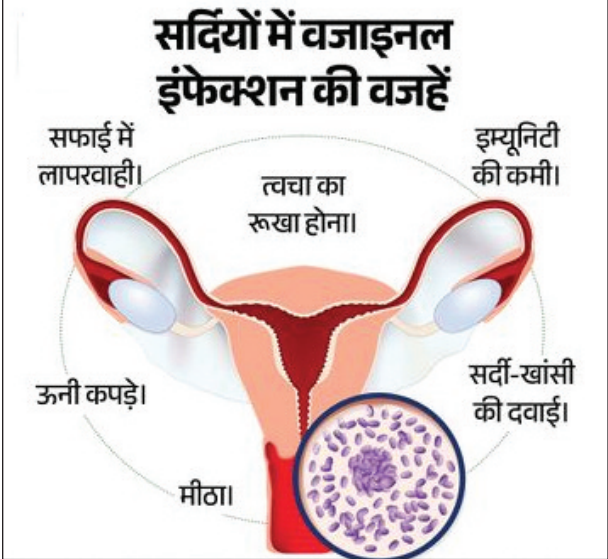 सर्दियों में वजाइनल
इंफेक्शन की वजहें
सफाई में
लापरवाही।
त्वचा का
रूखा होना।
इम्यूनिटी
की कमी।
ऊनी कपड़े।
सर्दी-खांसी
की दवाई।
मीठा।